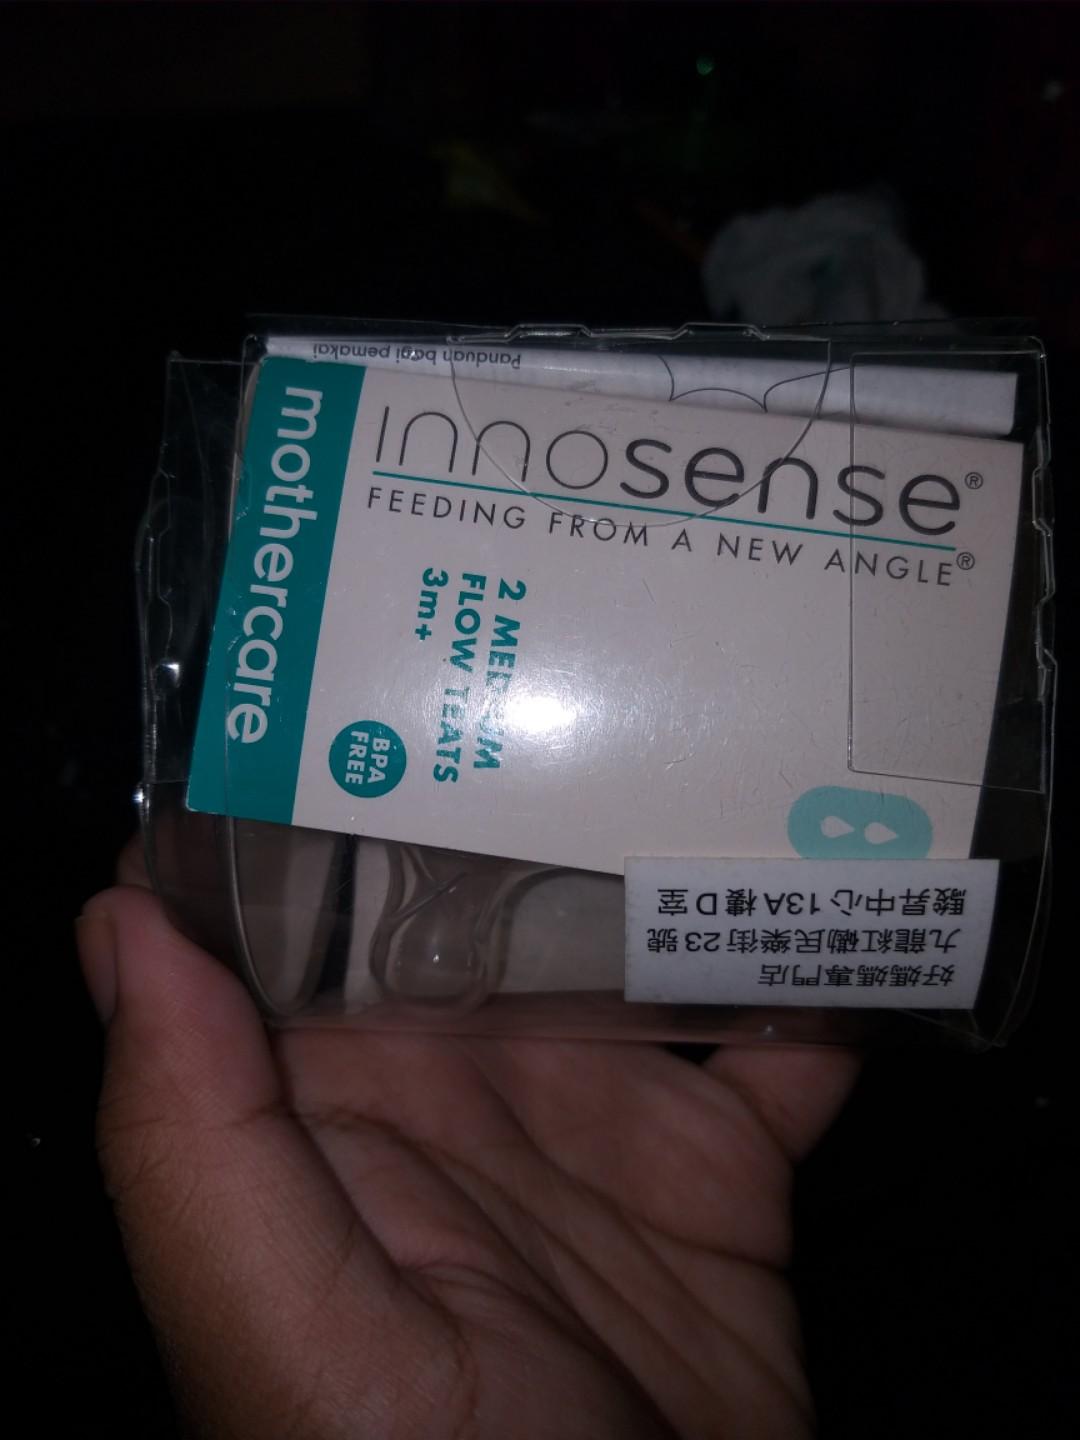 Panduan bagi pemakai
mothercare
innosense®
FEEDING FROM A NEW ANGLE®
2 MEDIUM
FLOW TEATS
3m+
BPA
FREE
好媽媽專門店
九龍紅磡民樂街23號
駿昇中心13A樓D室